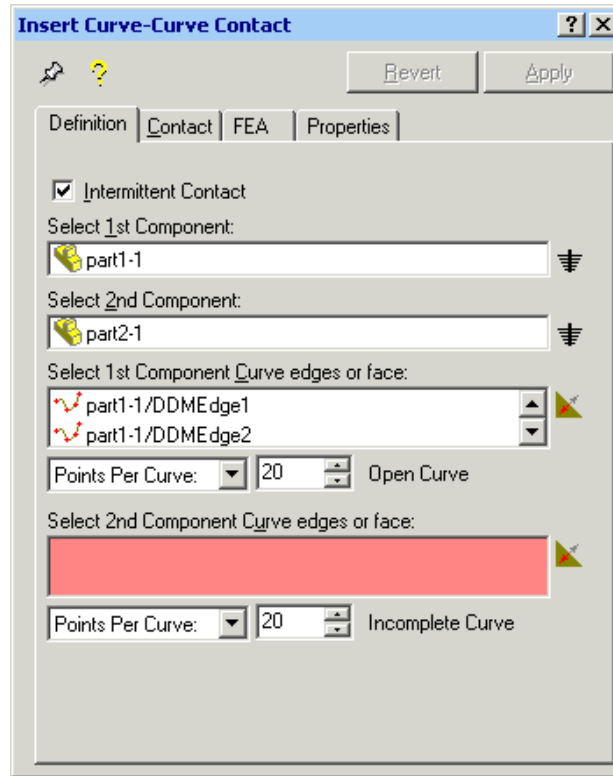 Insert Curve-Curve Contact
Revert Apply
Definition Contact FEA Properties
Intermittent Contact
Select 1st Component:
part1-1
Select 2nd Component:
part2-1
Select 1st Component Curve edges or face:
part1-1/DDMEdge1
part1-1/DDMEdge2
Points Per Curve: 20 Open Curve
Select 2nd Component Curve edges or face:
Points Per Curve: 20 Incomplete Curve